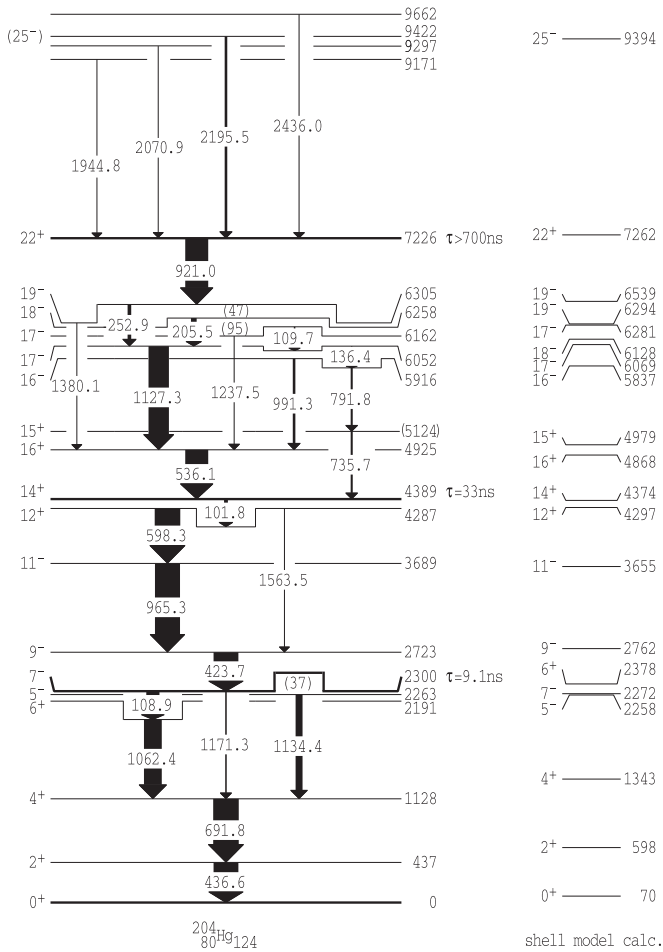 9662
(25⁻) 9422 25⁻ 9394
9297
9171
1944.8 2070.9 2195.5 2436.0
22⁺ 7226 τ>700ns 22⁺ 7262
921.0
19⁻ 6305 19⁻ 6539
18⁻ (47) 6258 19 6294
17⁻ 252.9 205.5 (95) 109.7 6162 17⁻ 6281
17⁻ 136.4 6052 18⁻ 6128
16⁻ 5916 17⁻ 6069
16⁻ 5837
1380.1 1127.3 1237.5 991.3 791.8
15⁺ (5124) 15⁺ 4979
16⁺ 4925 16⁺ 4868
536.1 735.7
14⁺ 4389 τ=33ns 14⁺ 4374
12⁺ 101.8 4287 12⁺ 4297
598.3
11⁻ 3689 11⁻ 3655
965.3 1563.5
9⁻ 2723 9⁻ 2762
7⁻ 423.7 (37) 2300 τ=9.1ns 6⁺ 2378
5⁻ 2263 7⁻ 2272
6⁺ 108.9 2191 5⁻ 2258
1062.4 1171.3 1134.4
4⁺ 1128 4⁺ 1343
691.8
2⁺ 437 2⁺ 598
436.6
0⁺ 0 0⁺ 70
²⁰⁴₈₀Hg₁₂₄ shell model calc.